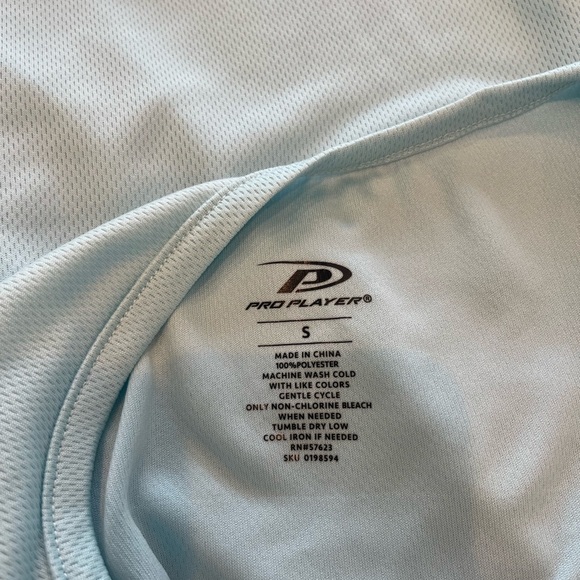 P
PRO PLAYER®
S
MADE IN CHINA
100%POLYESTER
MACHINE WASH COLD
WITH LIKE COLORS
GENTLE CYCLE
ONLY NON-CHLORINE BLEACH
WHEN NEEDED
TUMBLE DRY LOW
COOL IRON IF NEEDED
RN#57623
SKU 0198594